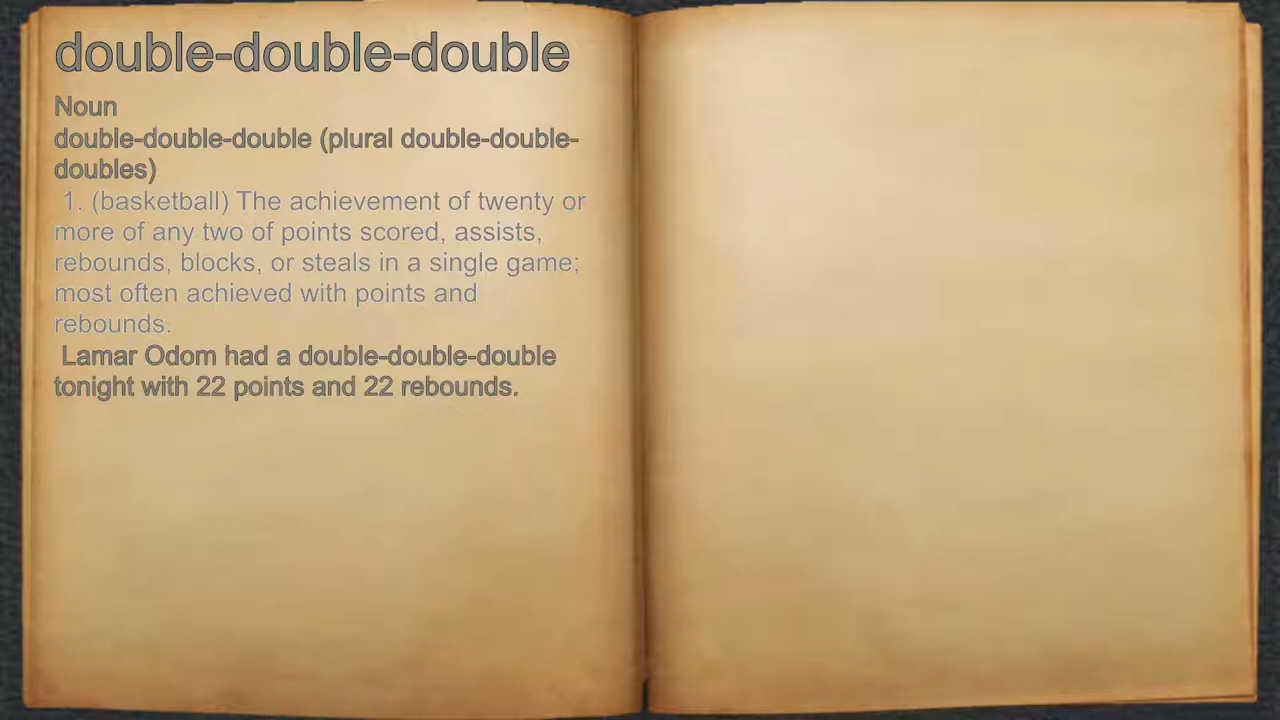 double-double-double
Noun
double-double-double (plural double-double-
doubles)
1. (basketball) The achievement of twenty or
more of any two of points scored, assists,
rebounds, blocks, or steals in a single game;
most often achieved with points and
rebounds.
Lamar Odom had a double-double-double
tonight with 22 points and 22 rebounds.